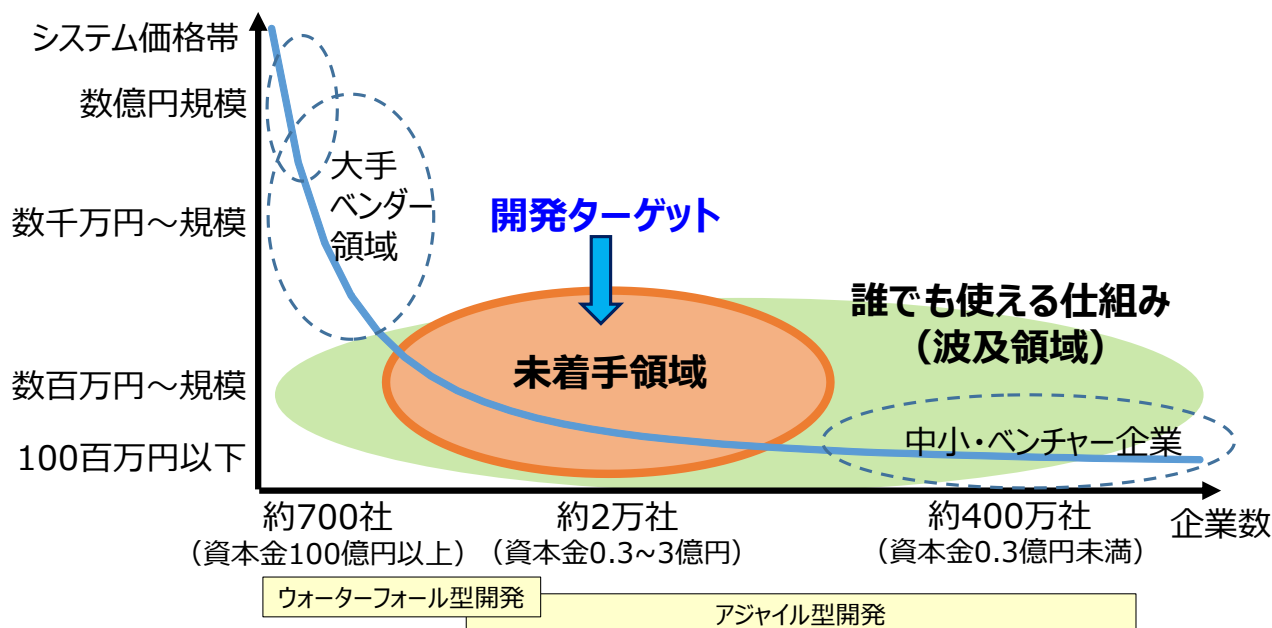 システム価格帯
数億円規模
数千万円～規模
数百万円～規模
100百万円以下
大手
ベンダー
領域
開発ターゲット
未着手領域
誰でも使える仕組み
（波及領域）
中小・ベンチャー企業
約700社
（資本金100億円以上）
約2万社
（資本金0.3~3億円）
約400万社
（資本金0.3億円未満）
企業数
ウォーターフォール型開発
アジャイル型開発